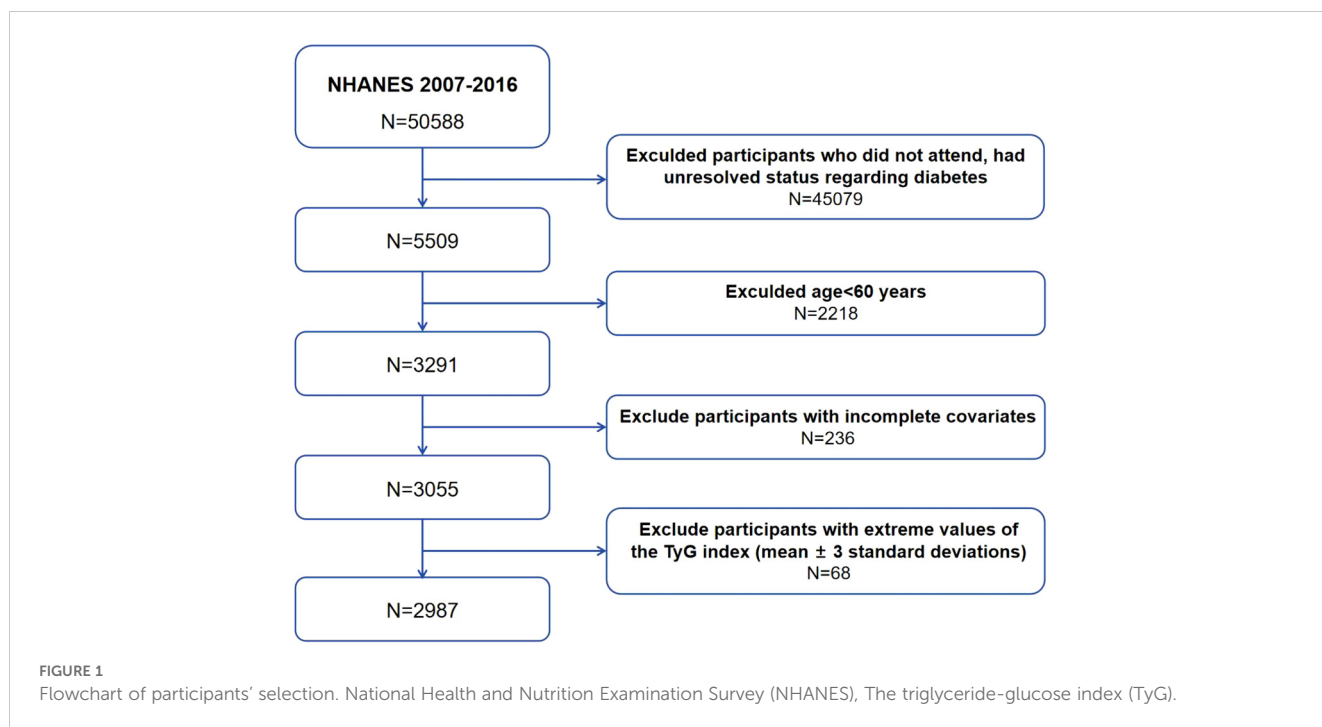 NHANES 2007-2016
N=50588
Exculded participants who did not attend, had
unresolved status regarding diabetes
N=45079
N=5509
Exculded age<60 years
N=2218
N=3291
Exclude participants with incomplete covariates
N=236
N=3055
Exclude participants with extreme values of
the TyG index (mean ± 3 standard deviations)
N=68
N=2987
FIGURE 1
Flowchart of participants’ selection. National Health and Nutrition Examination Survey (NHANES), The triglyceride-glucose index (TyG).